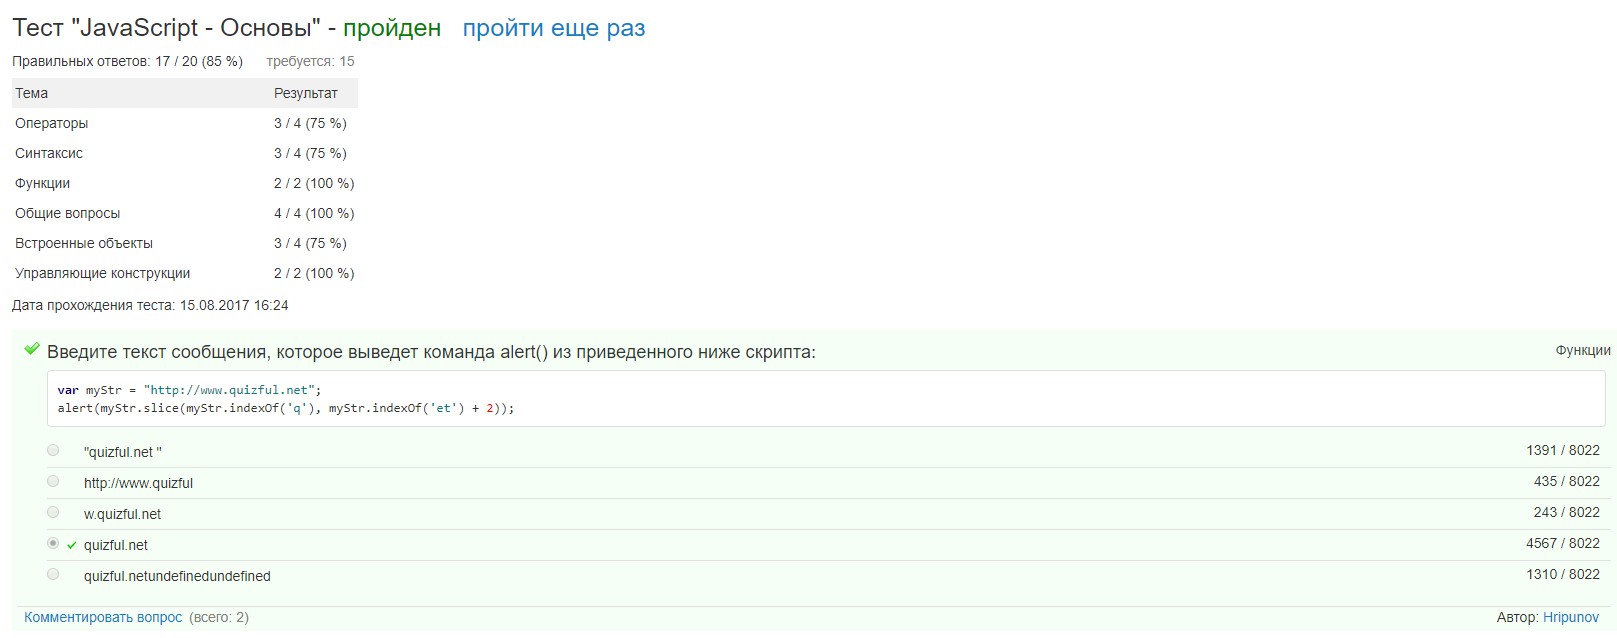 Тест "JavaScript - Основы" - пройден пройти еще раз
Правильных ответов: 17 / 20 (85 %) требуется: 15
Тема Результат
Операторы 3 / 4 (75 %)
Синтаксис 3 / 4 (75 %)
Функции 2 / 2 (100 %)
Общие вопросы 4 / 4 (100 %)
Встроенные объекты 3 / 4 (75 %)
Управляющие конструкции 2 / 2 (100 %)
Дата прохождения теста: 15.08.2017 16:24
Введите текст сообщения, которое выведет команда alert() из приведенного ниже скрипта: Функции
var myStr = "http://www.quizful.net";
alert(myStr.slice(myStr.indexOf('q'), myStr.indexOf('et') + 2));
"quizful.net " 1391 / 8022
http://www.quizful 435 / 8022
w.quizful.net 243 / 8022
quizful.net 4567 / 8022
quizful.netundefinedundefined 1310 / 8022
Комментировать вопрос (всего: 2) Автор: Hripunov